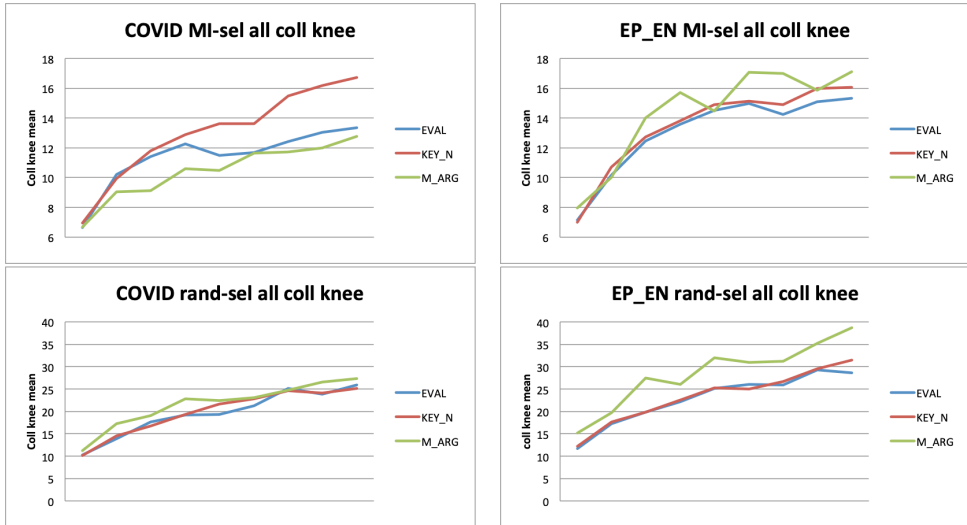 COVID MI-sel all coll knee
Coll knee mean
18
16
14
12
10
8
6
EVAL
KEY_N
M_ARG
EP_EN MI-sel all coll knee
Coll knee mean
18
16
14
12
10
8
6
EVAL
KEY_N
M_ARG
COVID rand-sel all coll knee
Coll knee mean
40
35
30
25
20
15
10
5
0
EVAL
KEY_N
M_ARG
EP_EN rand-sel all coll knee
Coll knee mean
40
35
30
25
20
15
10
5
0
EVAL
KEY_N
M_ARG